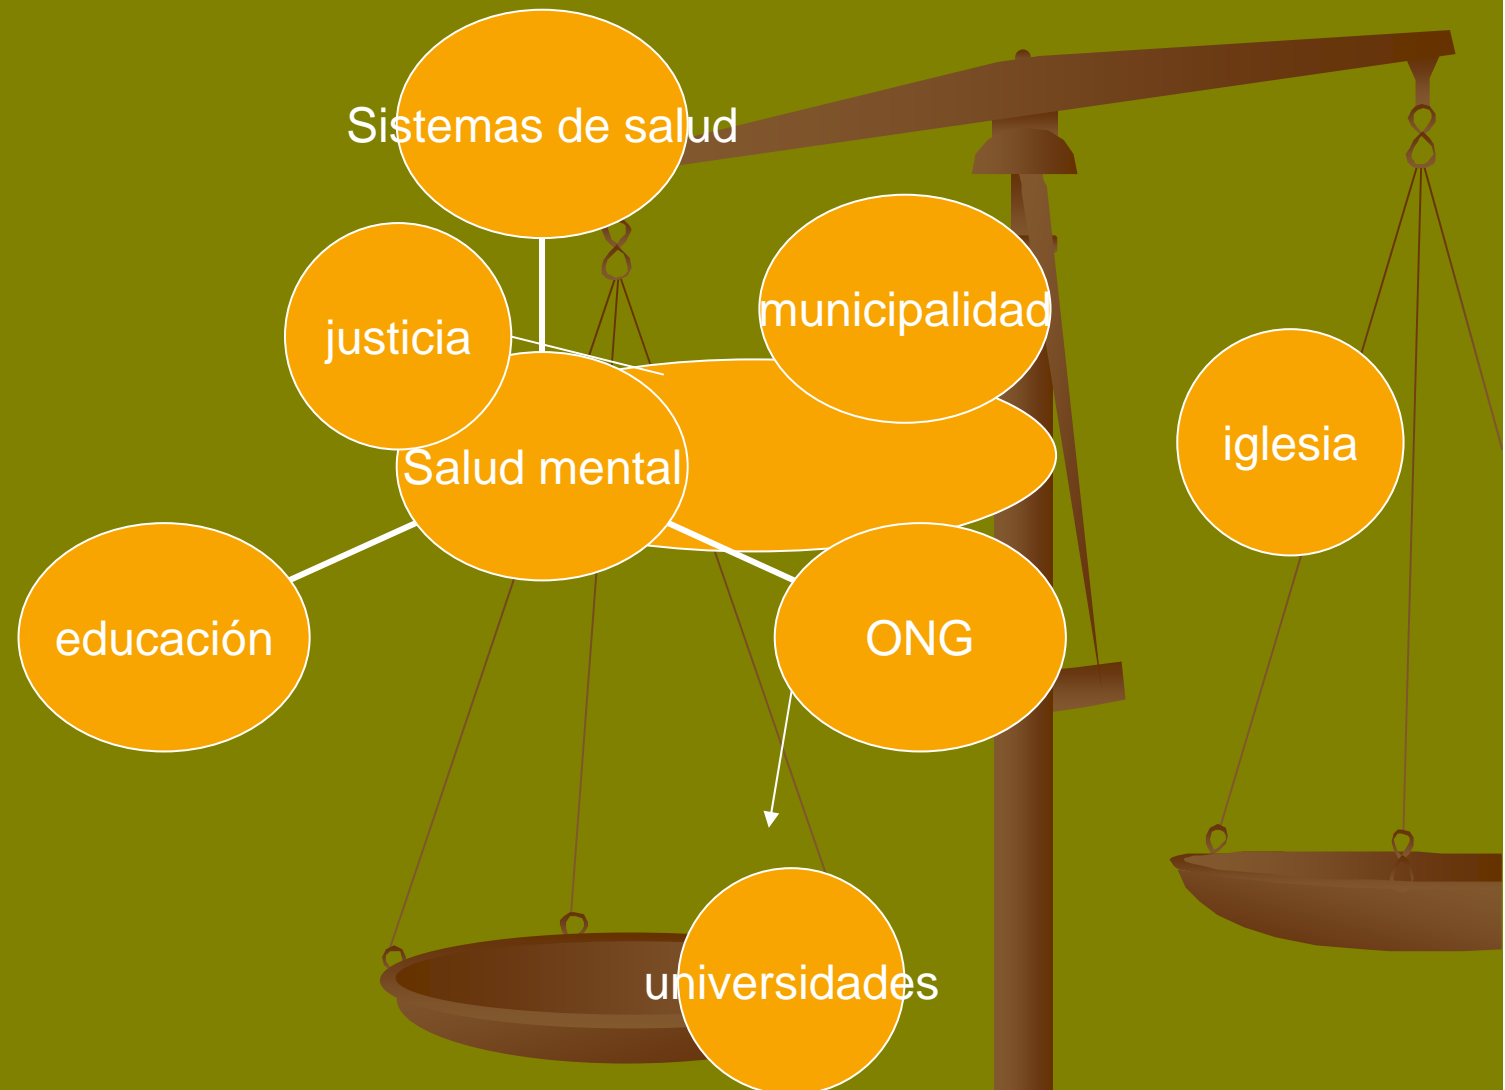 Sistemas de salud
municipalidad
justicia
iglesia
Salud mental
educación
ONG
universidades